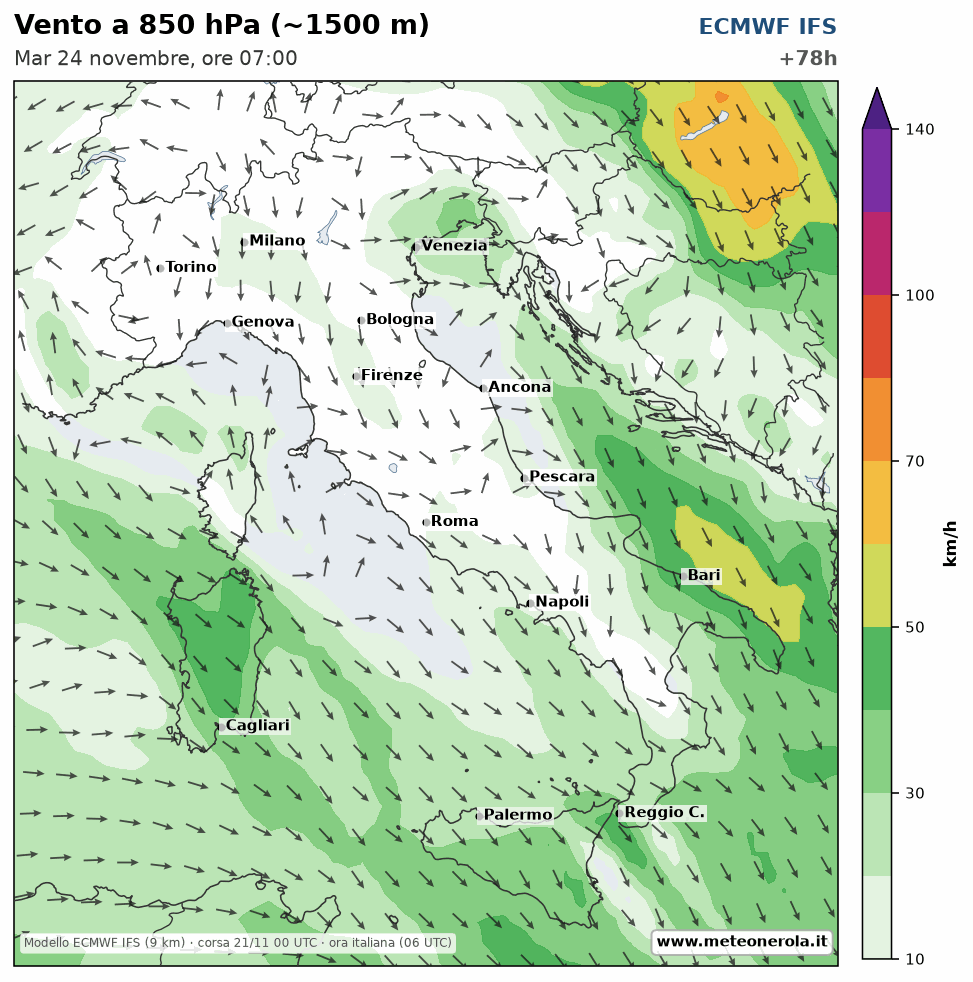 Vento a 850 hPa (~1500 m)
ECMWF IFS
Mar 24 novembre, ore 07:00
+78h
Milano
Venezia
Torino
Genova
Bologna
Firenze
Ancona
Pescara
Roma
Bari
Napoli
Cagliari
Palermo
Reggio C.
140
100
70
50
30
10
km/h
Modello ECMWF IFS (9 km) · corsa 21/11 00 UTC · ora italiana (06 UTC)
www.meteonerola.it